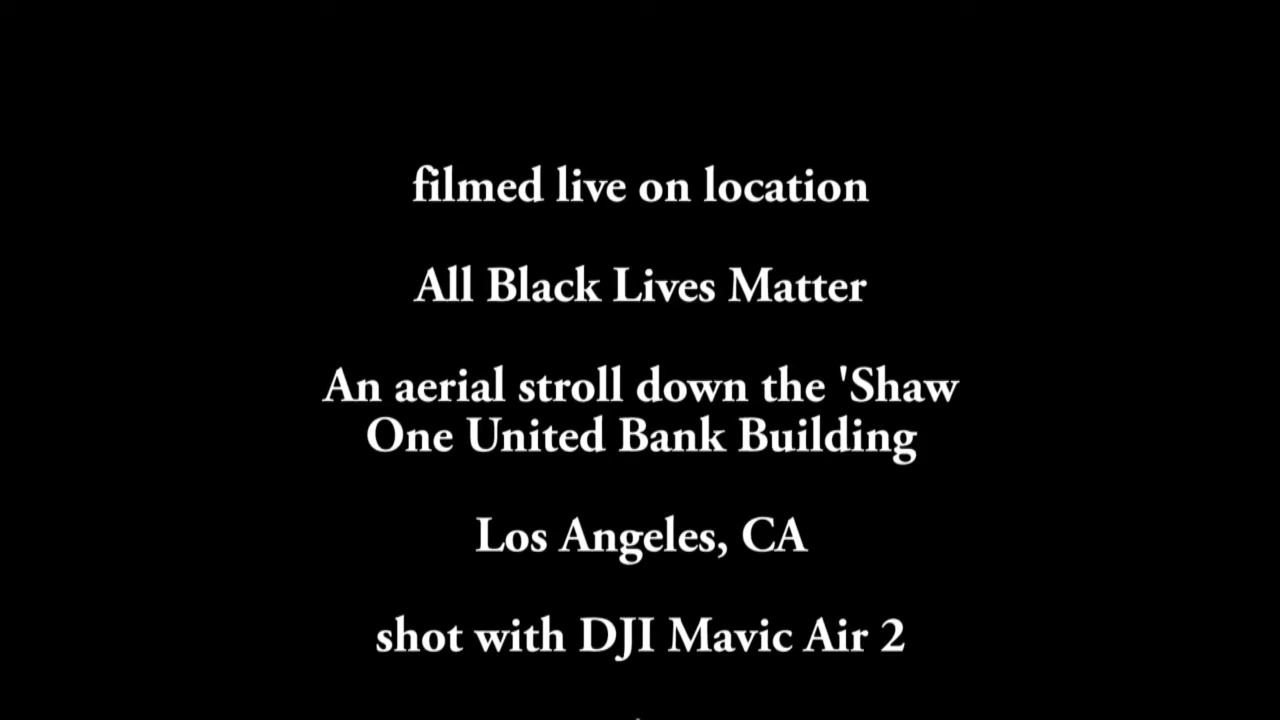 filmed live on location
All Black Lives Matter
An aerial stroll down the 'Shaw
One United Bank Building
Los Angeles, CA
shot with DJI Mavic Air 2